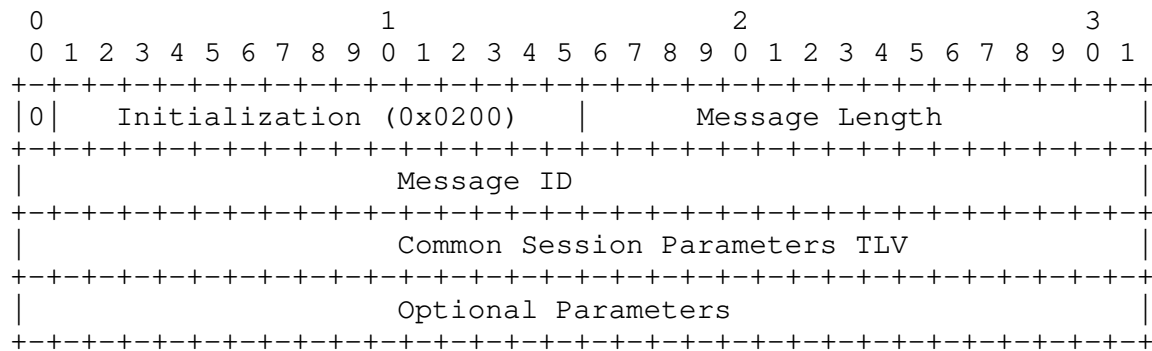 0                   1                   2                   3
 0 1 2 3 4 5 6 7 8 9 0 1 2 3 4 5 6 7 8 9 0 1 2 3 4 5 6 7 8 9 0 1
+-+-+-+-+-+-+-+-+-+-+-+-+-+-+-+-+-+-+-+-+-+-+-+-+-+-+-+-+-+-+-+-+
|0|   Initialization (0x0200)   |      Message Length           |
+-+-+-+-+-+-+-+-+-+-+-+-+-+-+-+-+-+-+-+-+-+-+-+-+-+-+-+-+-+-+-+-+
|                     Message ID                                |
+-+-+-+-+-+-+-+-+-+-+-+-+-+-+-+-+-+-+-+-+-+-+-+-+-+-+-+-+-+-+-+-+
|                     Common Session Parameters TLV             |
+-+-+-+-+-+-+-+-+-+-+-+-+-+-+-+-+-+-+-+-+-+-+-+-+-+-+-+-+-+-+-+-+
|                     Optional Parameters                       |
+-+-+-+-+-+-+-+-+-+-+-+-+-+-+-+-+-+-+-+-+-+-+-+-+-+-+-+-+-+-+-+-+